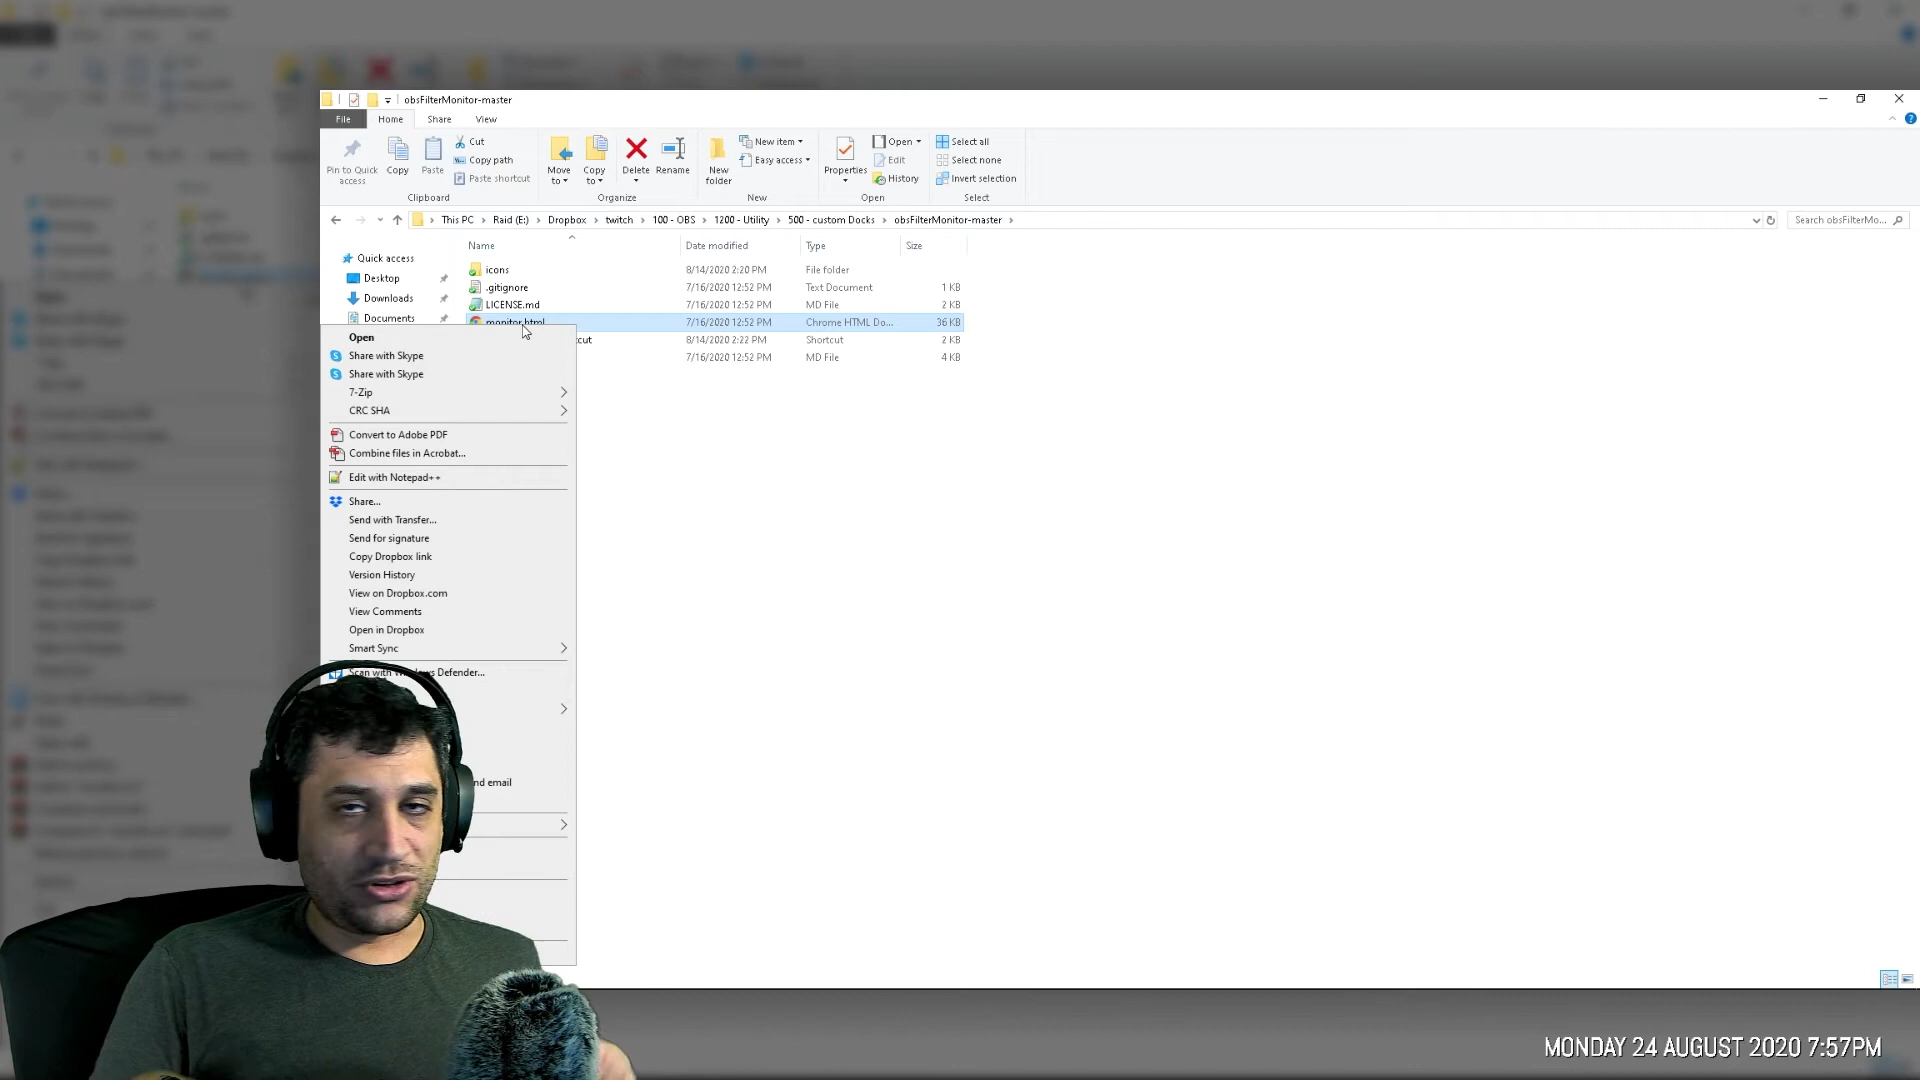 obsFilterMonitor-master
File Home Share View
Pin to Quick access
Copy
Paste
Cut
Copy path
Paste shortcut
Move to
Copy to
Delete
Rename
New folder
New item
Easy access
Properties
Open
Edit
History
Select all
Select none
Invert selection
Clipboard Organize New Open Select
This PC Raid (E:) Dropbox twitch 100 - OBS 1200 - Utility 500 - custom Docks obsFilterMonitor-master
Search obsFilterMo...
Name Date modified Type Size
Quick access
Desktop
Downloads
Documents
icons 8/14/2020 2:20 PM File folder
.gitignore 7/16/2020 12:52 PM Text Document 1 KB
LICENSE.md 7/16/2020 12:52 PM MD File 2 KB
monitor.html 7/16/2020 12:52 PM Chrome HTML Do... 36 KB
cut 8/14/2020 2:22 PM Shortcut 2 KB
7/16/2020 12:52 PM MD File 4 KB
Open
Share with Skype
Share with Skype
7-Zip
CRC SHA
Convert to Adobe PDF
Combine files in Acrobat...
Edit with Notepad++
Share...
Send with Transfer...
Send for signature
Copy Dropbox link
Version History
View on Dropbox.com
View Comments
Open in Dropbox
Smart Sync
Scan with Windows Defender...
nd email
MONDAY 24 AUGUST 2020 7:57PM